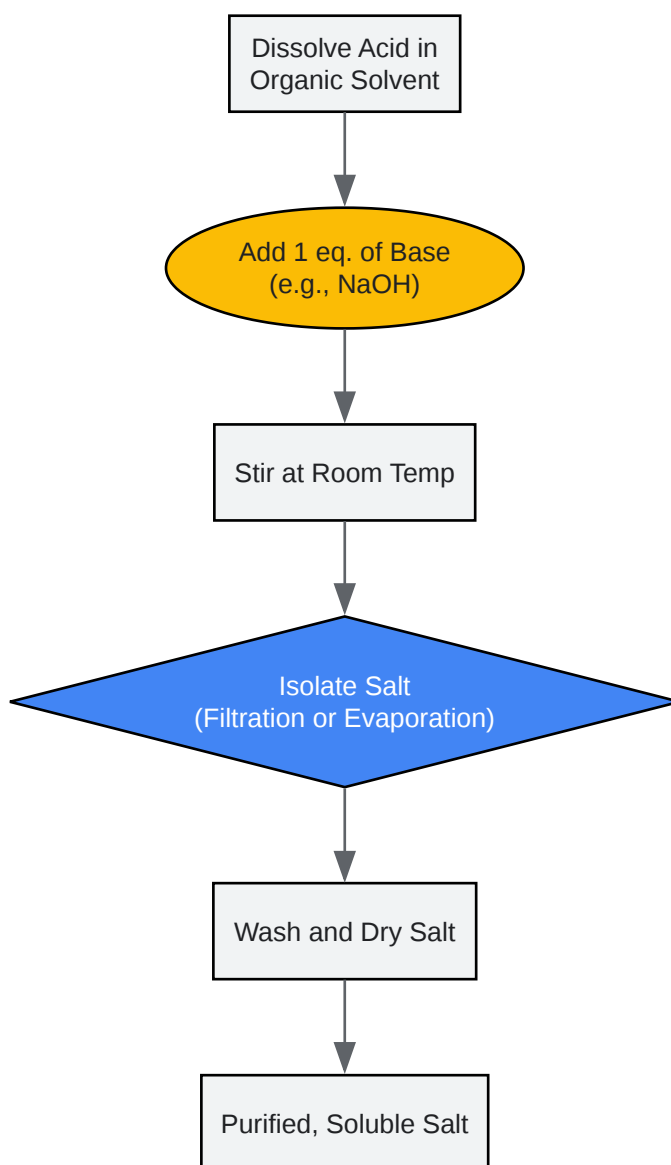 Dissolve Acid in
Organic Solvent
Add 1 eq. of Base
(e.g., NaOH)
Stir at Room Temp
Isolate Salt
(Filtration or Evaporation)
Wash and Dry Salt
Purified, Soluble Salt